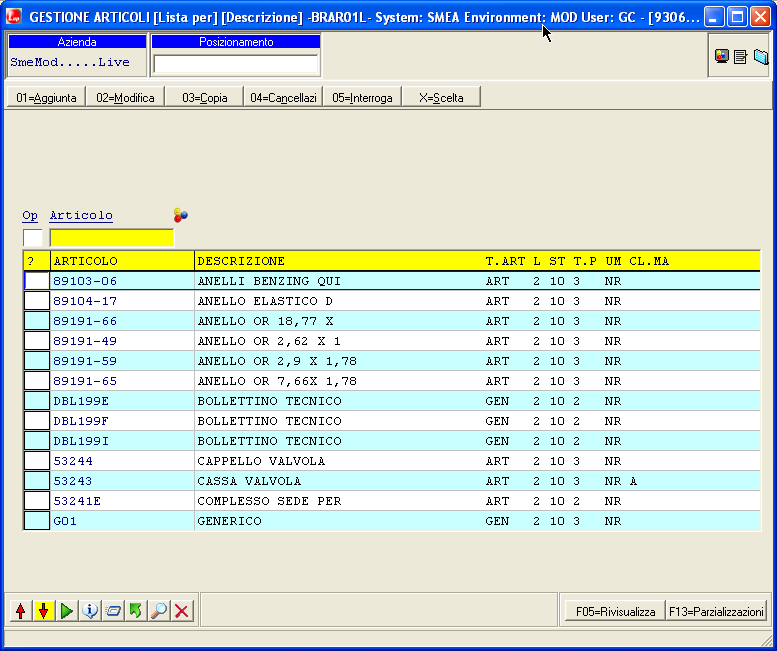 GESTIONE ARTICOLI [Lista per] [Descrizione] -BRAR01L- System: SMEA Environment: MOD User: GC - [9306...
Azienda
Posizionamento
SmeMod.....Live
01=Aggiunta 02=Modifica 03=Copia 04=Cancellazi 05=Interroga X=Scelta
Op Articolo
? ARTICOLO DESCRIZIONE T.ART L ST T.P UM CL.MA
89103-06 ANELLI BENZING QUI ART 2 10 3 NR
89104-17 ANELLO ELASTICO D ART 2 10 3 NR
89191-66 ANELLO OR 18,77 X ART 2 10 3 NR
89191-49 ANELLO OR 2,62 X 1 ART 2 10 3 NR
89191-59 ANELLO OR 2,9 X 1,78 ART 2 10 3 NR
89191-65 ANELLO OR 7,66X 1,78 ART 2 10 3 NR
DBL199E BOLLETTINO TECNICO GEN 2 10 2 NR
DBL199F BOLLETTINO TECNICO GEN 2 10 2 NR
DBL199I BOLLETTINO TECNICO GEN 2 10 2 NR
53244 CAPPELLO VALVOLA ART 2 10 3 NR
53243 CASSA VALVOLA ART 2 10 3 NR A
53241E COMPLESSO SEDE PER ART 2 10 2 NR
G01 GENERICO GEN 2 10 3 NR
F05=Rivisualizza F13=Parzializzazioni